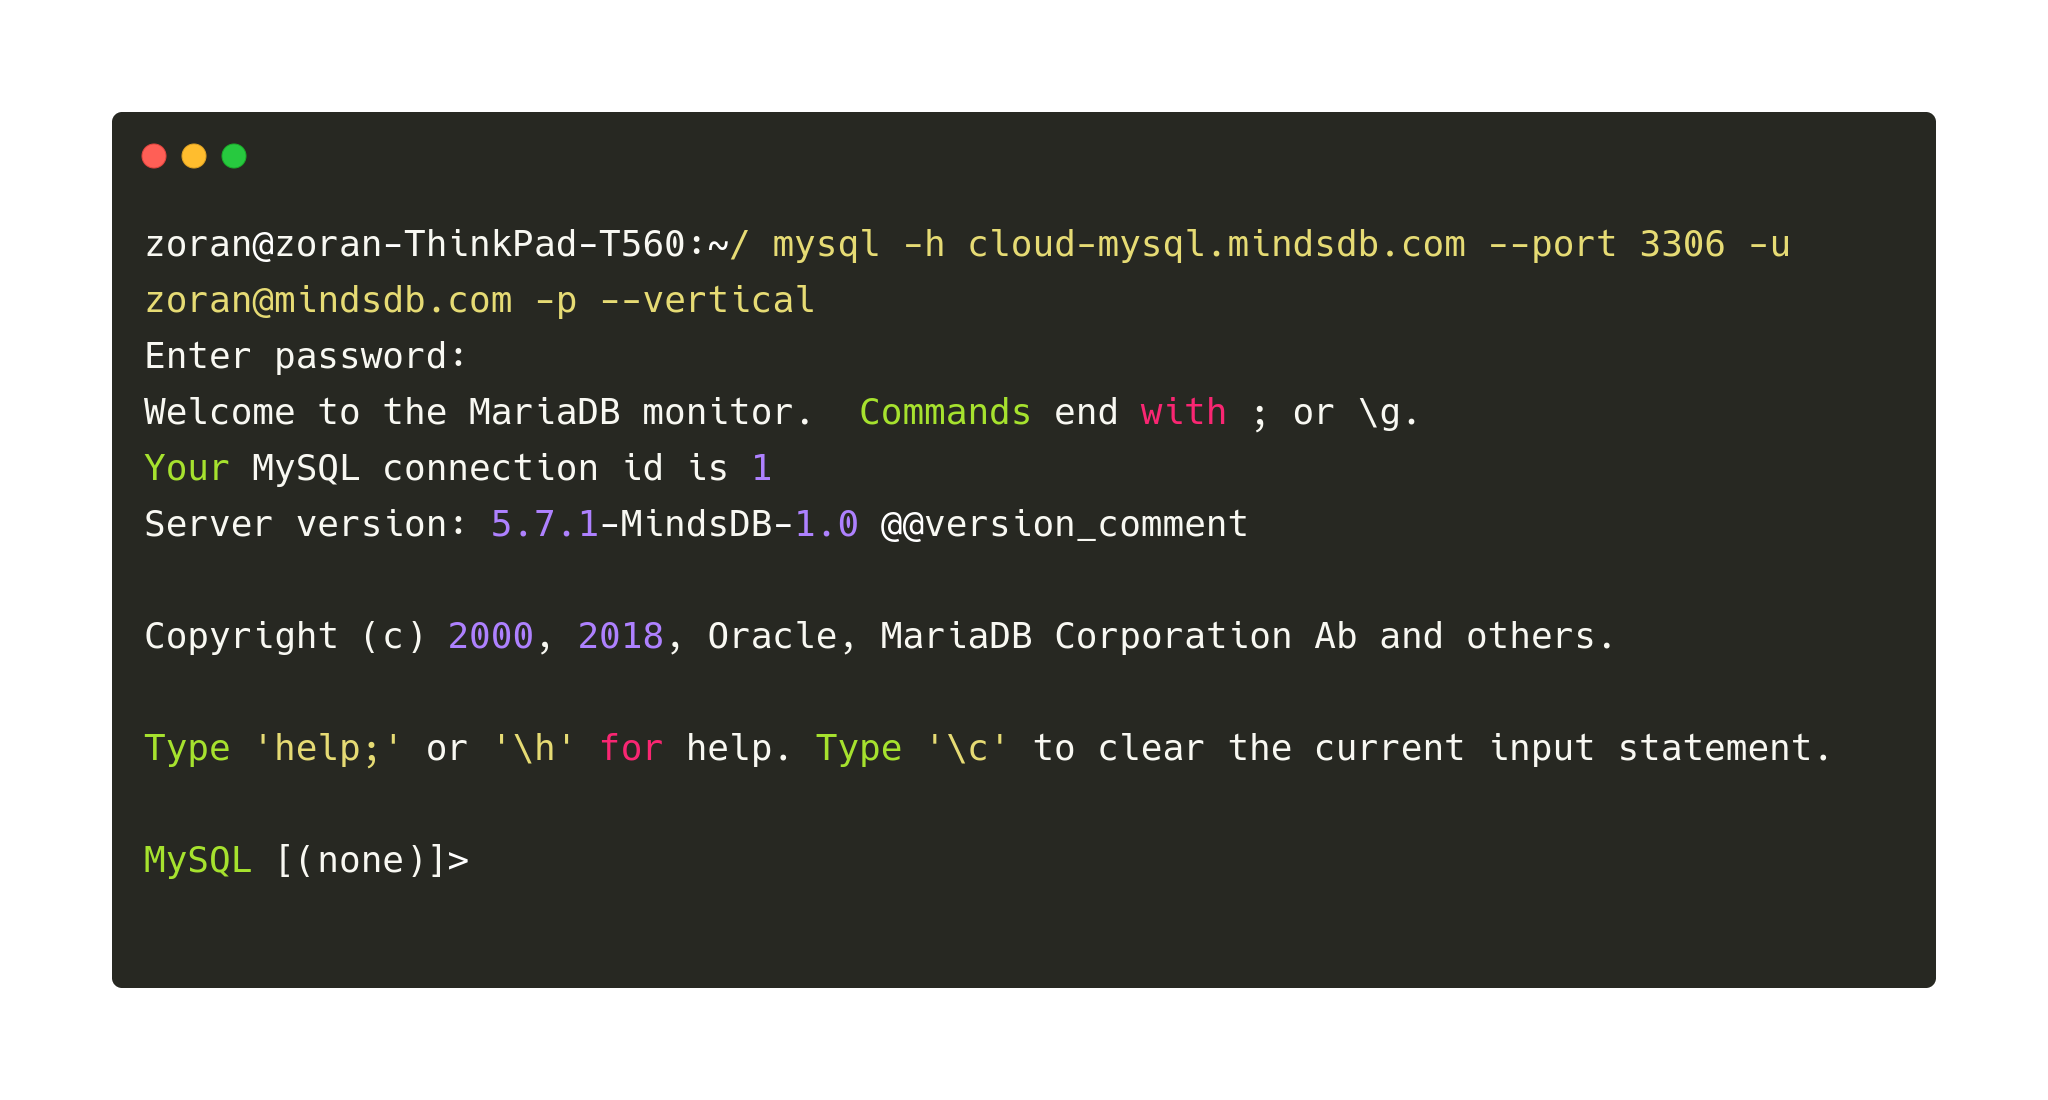 zoran@zoran-ThinkPad-T560:~/ mysql -h cloud-mysql.mindsdb.com --port 3306 -u
zoran@mindsdb.com -p --vertical
Enter password:
Welcome to the MariaDB monitor.  Commands end with ; or \g.
Your MySQL connection id is 1
Server version: 5.7.1-MindsDB-1.0 @@version_comment
Copyright (c) 2000, 2018, Oracle, MariaDB Corporation Ab and others.
Type 'help;' or '\h' for help. Type '\c' to clear the current input statement.
MySQL [(none)]>